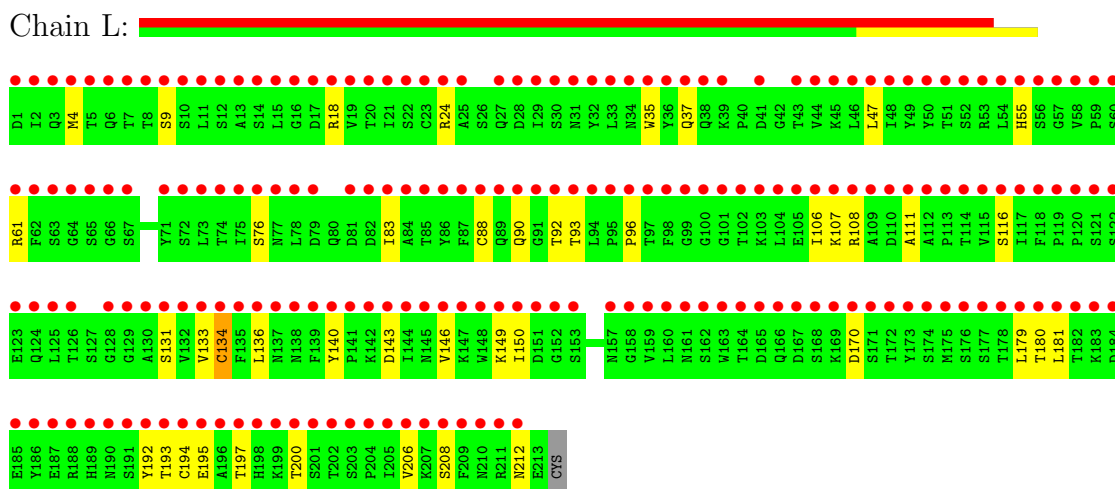 Chain L:
D1 I2 Q3 M4 T5 Q6 T7 T8 S9 S10 L11 S12 A13 S14 L15 G16 D17 R18 V19 T20 I21 S22 C23 R24 A25 S26 Q27 D28 I29 S30 N31 Y32 L33 N34 W35 Y36 Q37 Q38 K39 P40 D41 G42 T43 V44 K45 L46 L47 I48 Y49 Y50 T51 S52 R53 L54 H55 S56 G57 V58 P59 S60
R61 F62 S63 G64 S65 G66 S67 Y71 S72 L73 T74 I75 S76 N77 L78 D79 Q80 D81 D82 I83 A84 T85 Y86 F87 C88 Q89 Q90 G91 T92 T93 L94 P95 P96 T97 F98 G99 G100 G101 T102 K103 L104 E105 I106 K107 R108 A109 D110 A111 A112 P113 T114 V115 S116 I117 F118 P119 P120 S121 S122
E123 Q124 L125 T126 S127 G128 G129 A130 S131 V132 V133 C134 F135 L136 N137 N138 F139 Y140 P141 K142 D143 I144 N145 V146 K147 W148 K149 I150 D151 G152 S153 N157 G158 V159 L160 N161 S162 W163 T164 D165 Q166 D167 S168 K169 D170 S171 T172 Y173 S174 M175 S176 S177 T178 L179 T180 L181 T182 K183 D184
E185 Y186 E187 R188 H189 N190 S191 Y192 T193 C194 E195 A196 T197 H198 K199 T200 S201 T202 S203 P204 I205 V206 K207 S208 F209 N210 R211 N212 E213 CYS